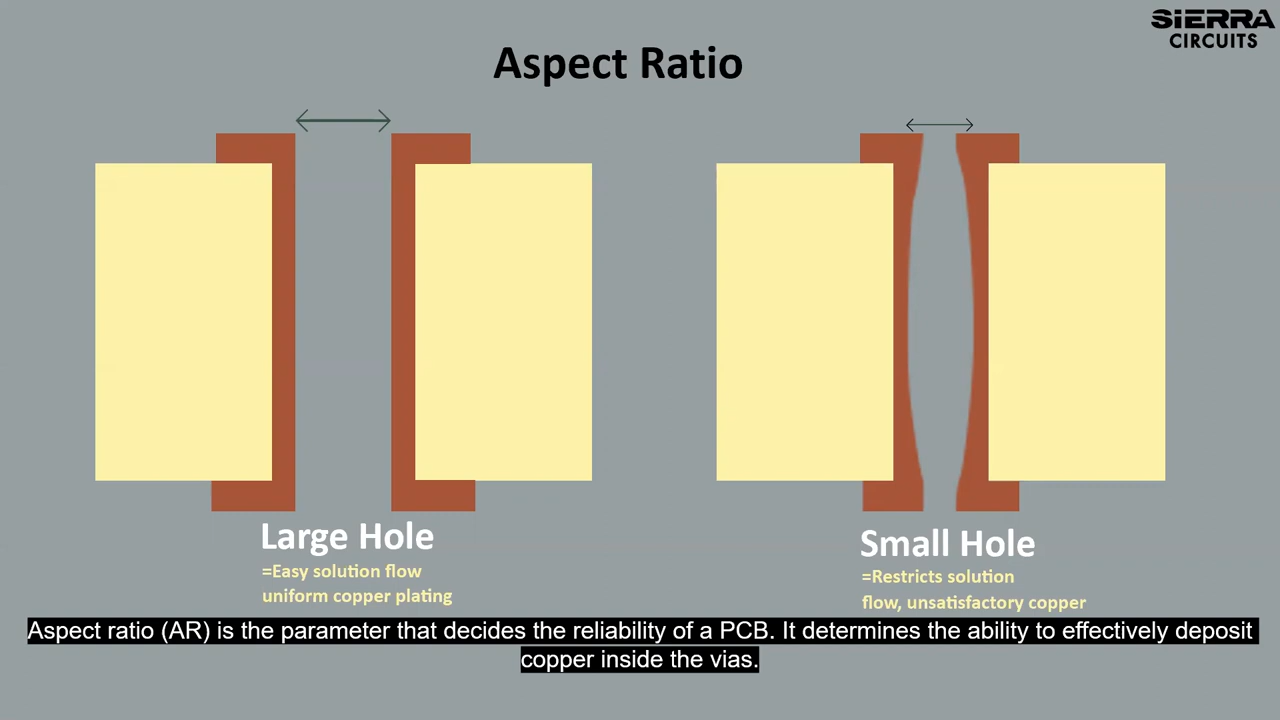 SiERRA
CIRCUITS
Aspect Ratio
Large Hole
=Easy solution flow
uniform copper plating
Small Hole
=Restricts solution
flow, unsatisfactory copper
Aspect ratio (AR) is the parameter that decides the reliability of a PCB. It determines the ability to effectively deposit
copper inside the vias.